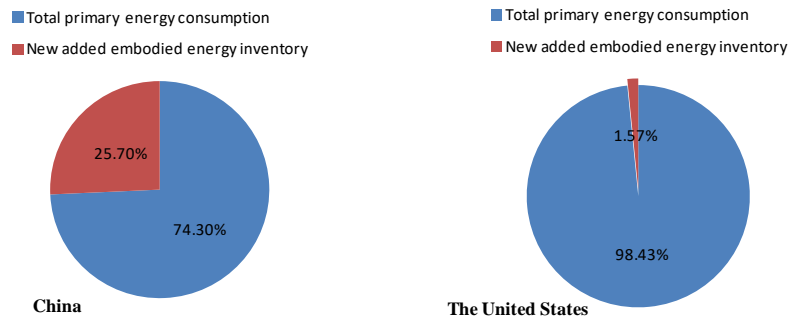 Total primary energy consumption
New added embodied energy inventory
25.70%
74.30%
China
Total primary energy consumption
New added embodied energy inventory
1.57%
98.43%
The United States